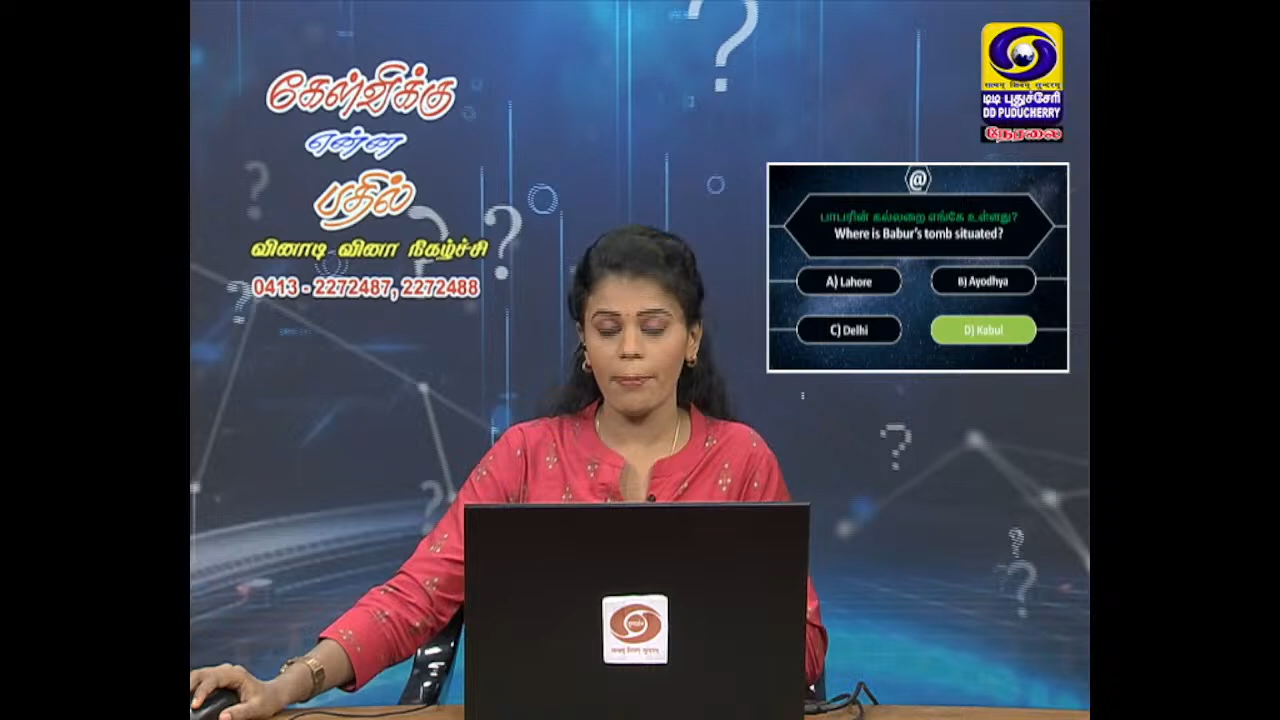 கேள்விக்கு
என்ன
பதில்
வினாடி வினா நிகழ்ச்சி
0413 - 2272487, 2272488
டிடி புதுச்சேரி
DD PUDUCHERRY
நேரலை
@
பாபரின் கல்லறை எங்கே உள்ளது?
Where is Babur's tomb situated?
A) Lahore
B) Ayodhya
C) Delhi
D) Kabul